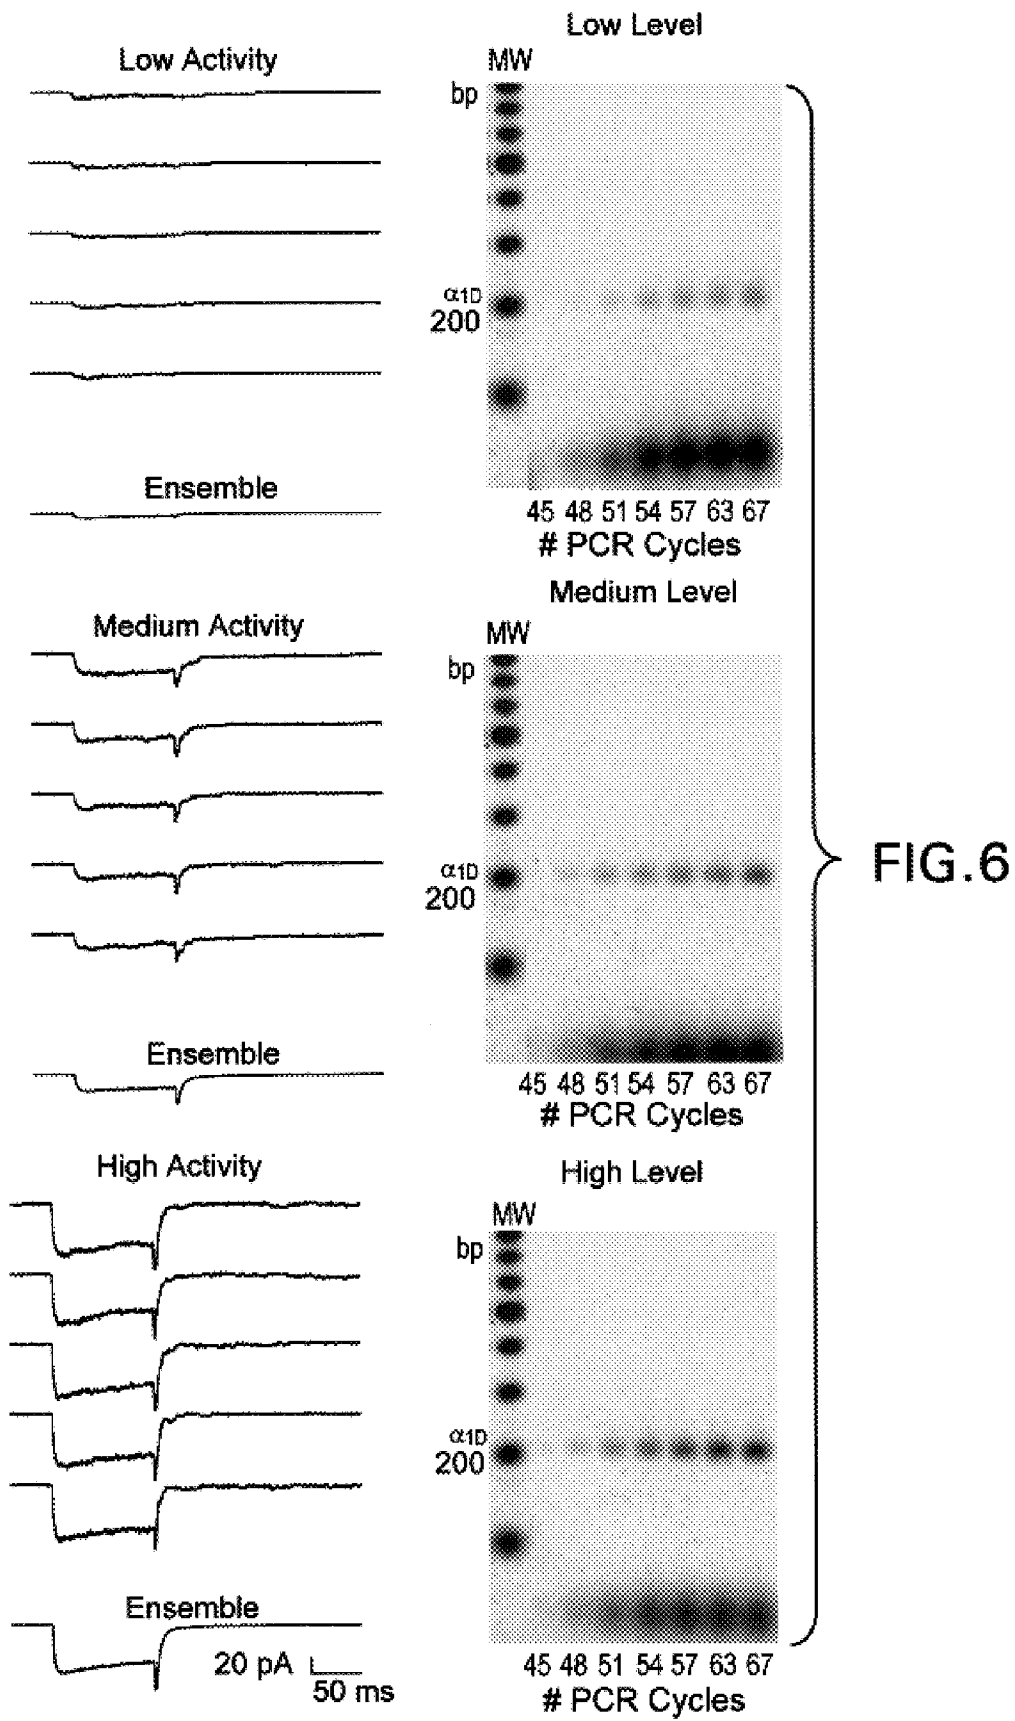 Low Activity
Ensemble
Low Level
MW
bp
α1D
200
45 48 51 54 57 63 67
# PCR Cycles
Medium Activity
Ensemble
Medium Level
MW
bp
α1D
200
45 48 51 54 57 63 67
# PCR Cycles
High Activity
Ensemble
20 pA
50 ms
High Level
MW
bp
α1D
200
45 48 51 54 57 63 67
# PCR Cycles
FIG.6